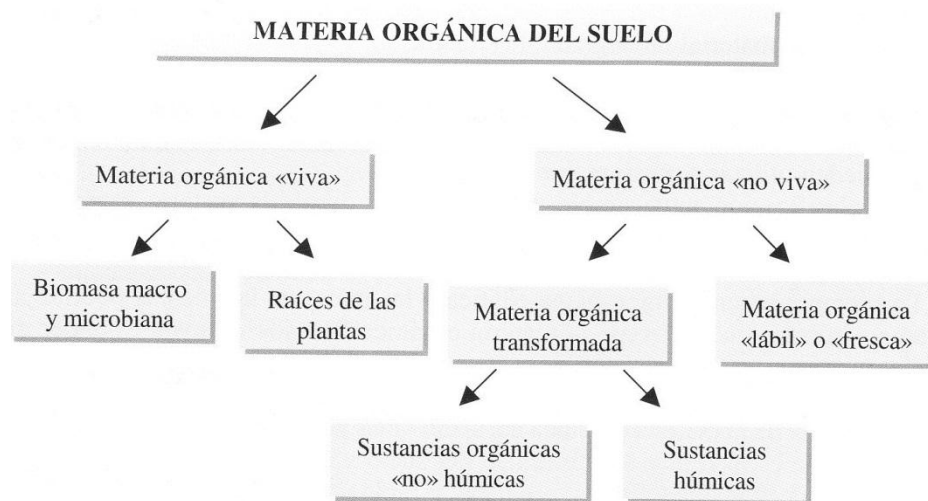 MATERIA ORGÁNICA DEL SUELO
Materia orgánica «viva»
Materia orgánica «no viva»
Biomasa macro
y microbiana
Raíces de las
plantas
Materia orgánica
transformada
Materia orgánica
«lábil» o «fresca»
Sustancias orgánicas
«no» húmicas
Sustancias
húmicas